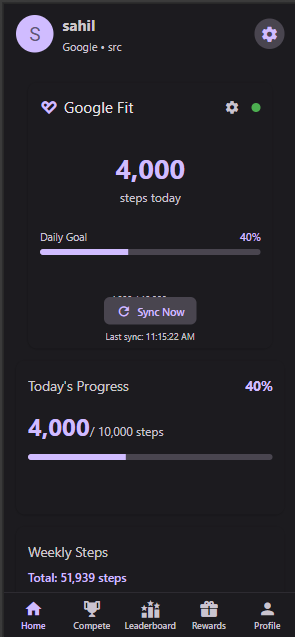 S
sahil
Google • src
Google Fit
4,000
steps today
Daily Goal 40%
Sync Now
Last sync: 11:15:22 AM
Today's Progress 40%
4,000/ 10,000 steps
Weekly Steps
Total: 51,939 steps
Home Compete Leaderboard Rewards Profile